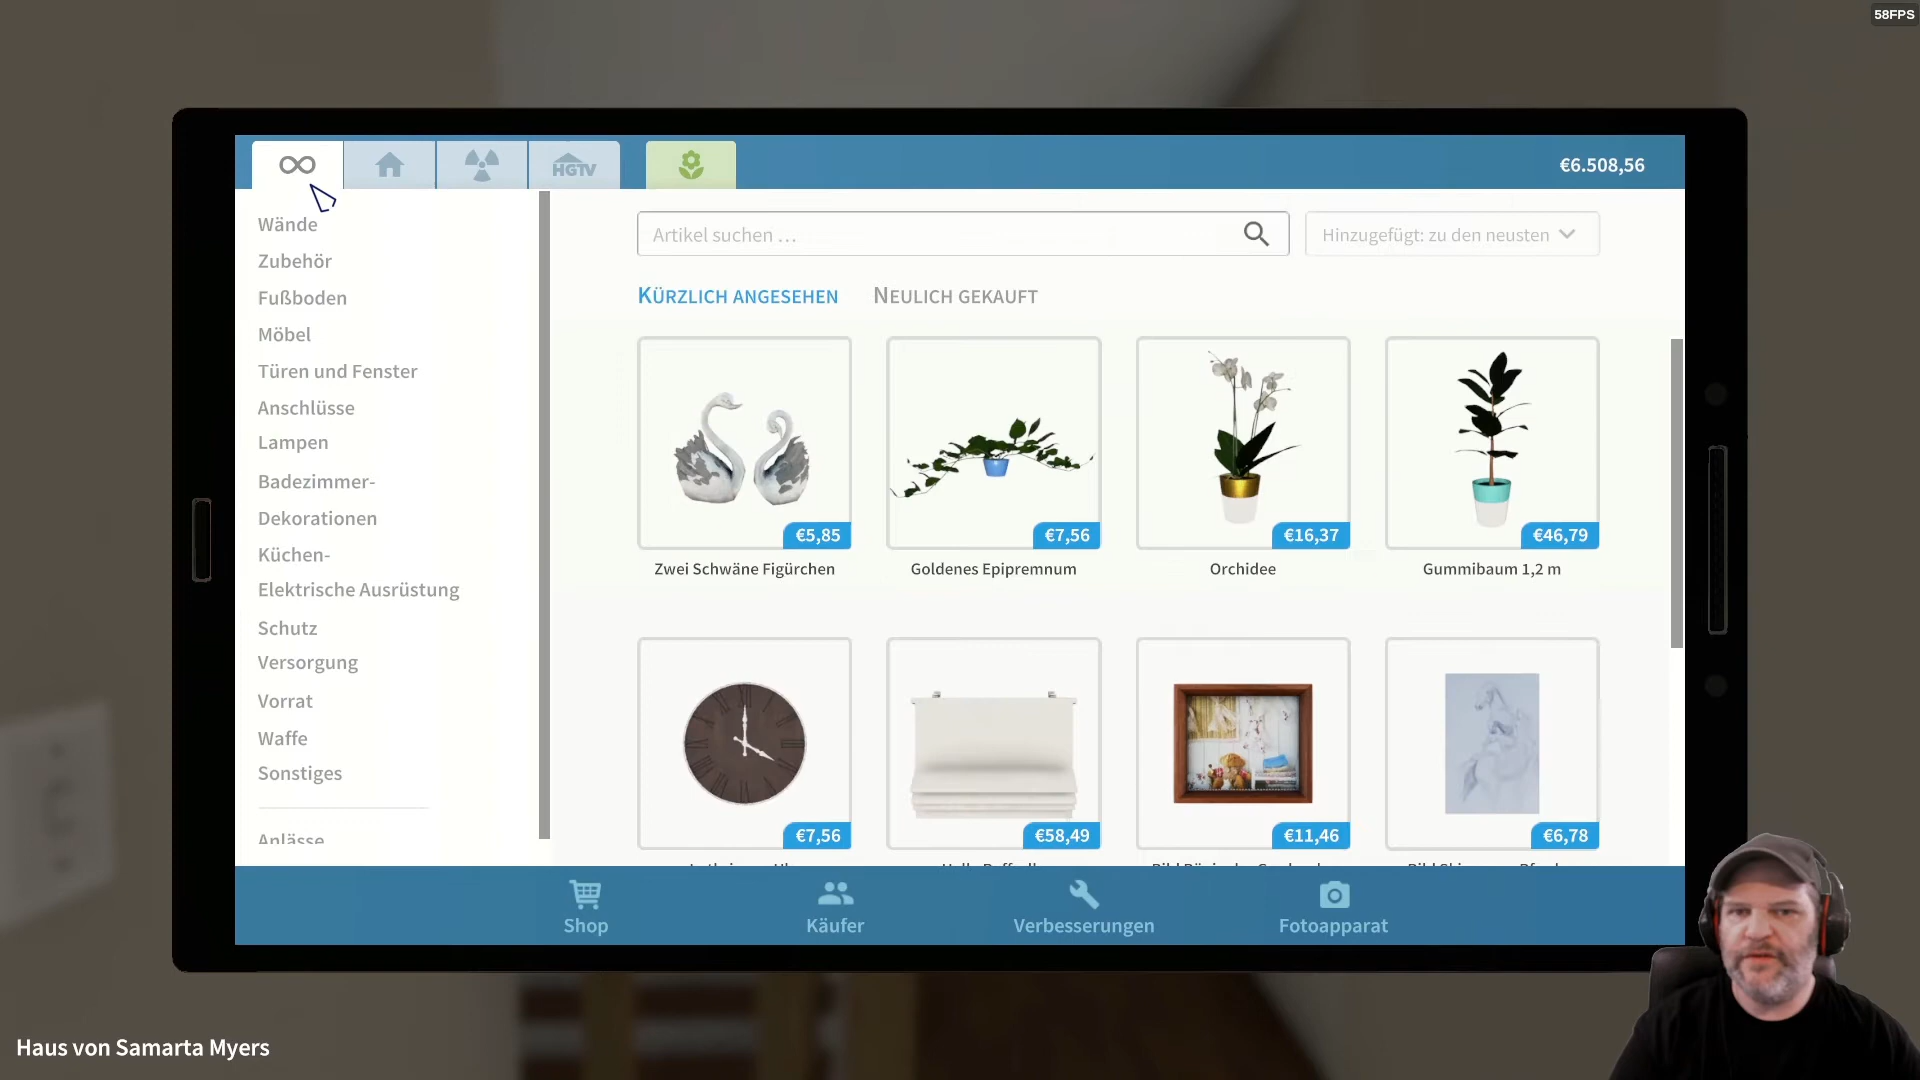 58FPS
HGTV
€6.508,56
Wände
Zubehör
Fußboden
Möbel
Türen und Fenster
Anschlüsse
Lampen
Badezimmer-
Dekorationen
Küchen-
Elektrische Ausrüstung
Schutz
Versorgung
Vorrat
Waffe
Sonstiges
Anlässe
Artikel suchen ...
Hinzugefügt: zu den neusten
KÜRZLICH ANGESEHEN
NEULICH GEKAUFT
€5,85
€7,56
€16,37
€46,79
Zwei Schwäne Figürchen
Goldenes Epipremnum
Orchidee
Gummibaum 1,2 m
€7,56
€58,49
€11,46
€6,78
Shop
Käufer
Verbesserungen
Fotoapparat
Haus von Samarta Myers